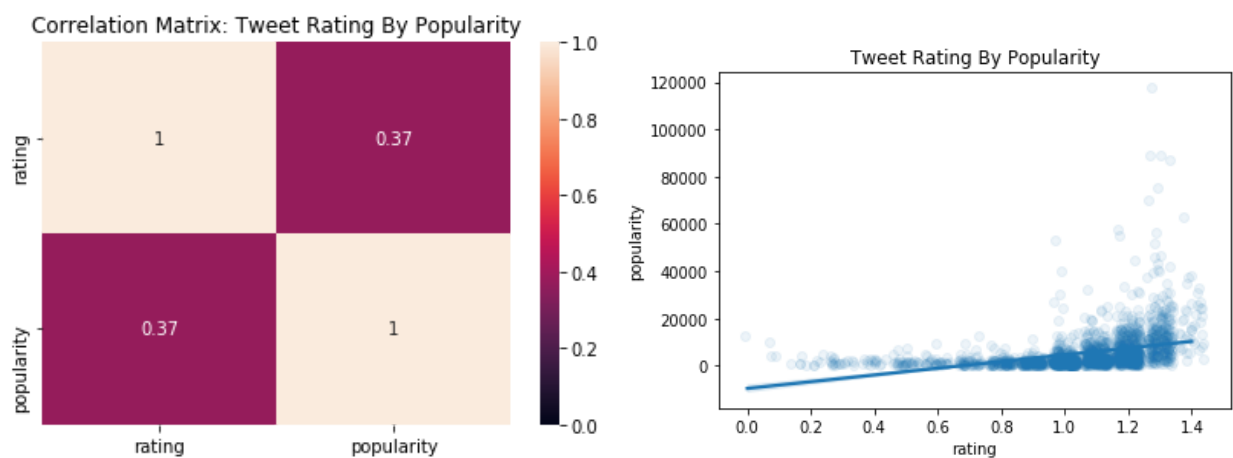 Correlation Matrix: Tweet Rating By Popularity
rating
1
0.37
popularity
0.37
1
rating
popularity
1.0
0.8
0.6
0.4
0.2
0.0
Tweet Rating By Popularity
popularity
120000
100000
80000
60000
40000
20000
0
0.0 0.2 0.4 0.6 0.8 1.0 1.2 1.4
rating